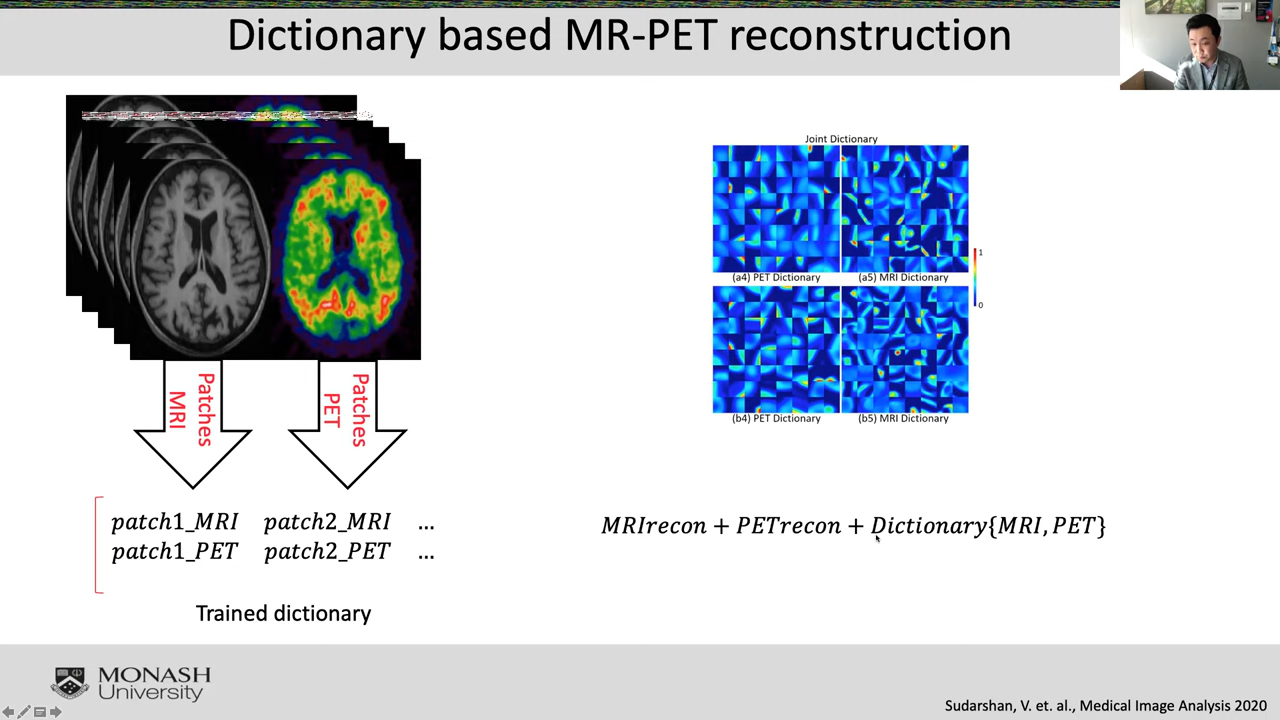 Dictionary based MR-PET reconstruction
Joint Dictionary
(a4) PET Dictionary
(a5) MRI Dictionary
1
0
(b4) PET Dictionary
(b5) MRI Dictionary
Patches
MRI
Patches
PET
patch1_MRI patch2_MRI ...
patch1_PET patch2_PET ...
Trained dictionary
MRIrecon + PETrecon + Dictionary{MRI, PET}
MONASH
University
Sudarshan, V. et. al., Medical Image Analysis 2020